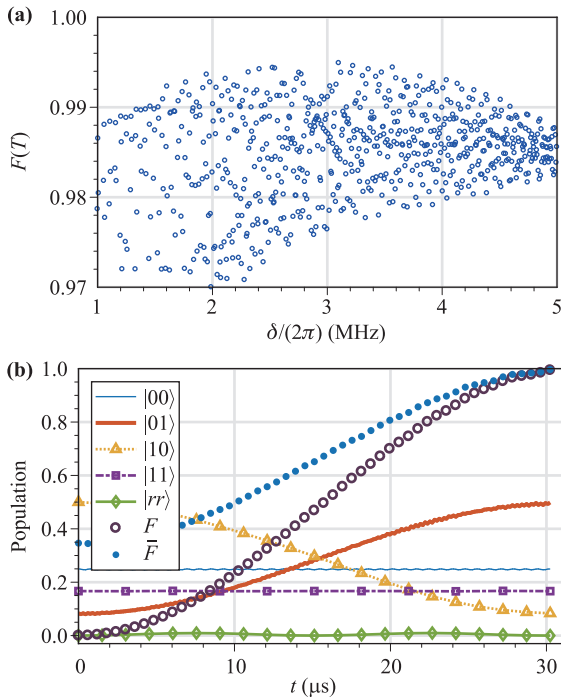 (a)
1.00
0.99
0.98
0.97
F(T)
1 2 3 4 5
δ/(2π) (MHz)
(b)
1.0
0.8
0.6
0.4
0.2
0.0
Population
|00⟩
|01⟩
|10⟩
|11⟩
|rr⟩
F
F̅
0 10 20 30
t (μs)